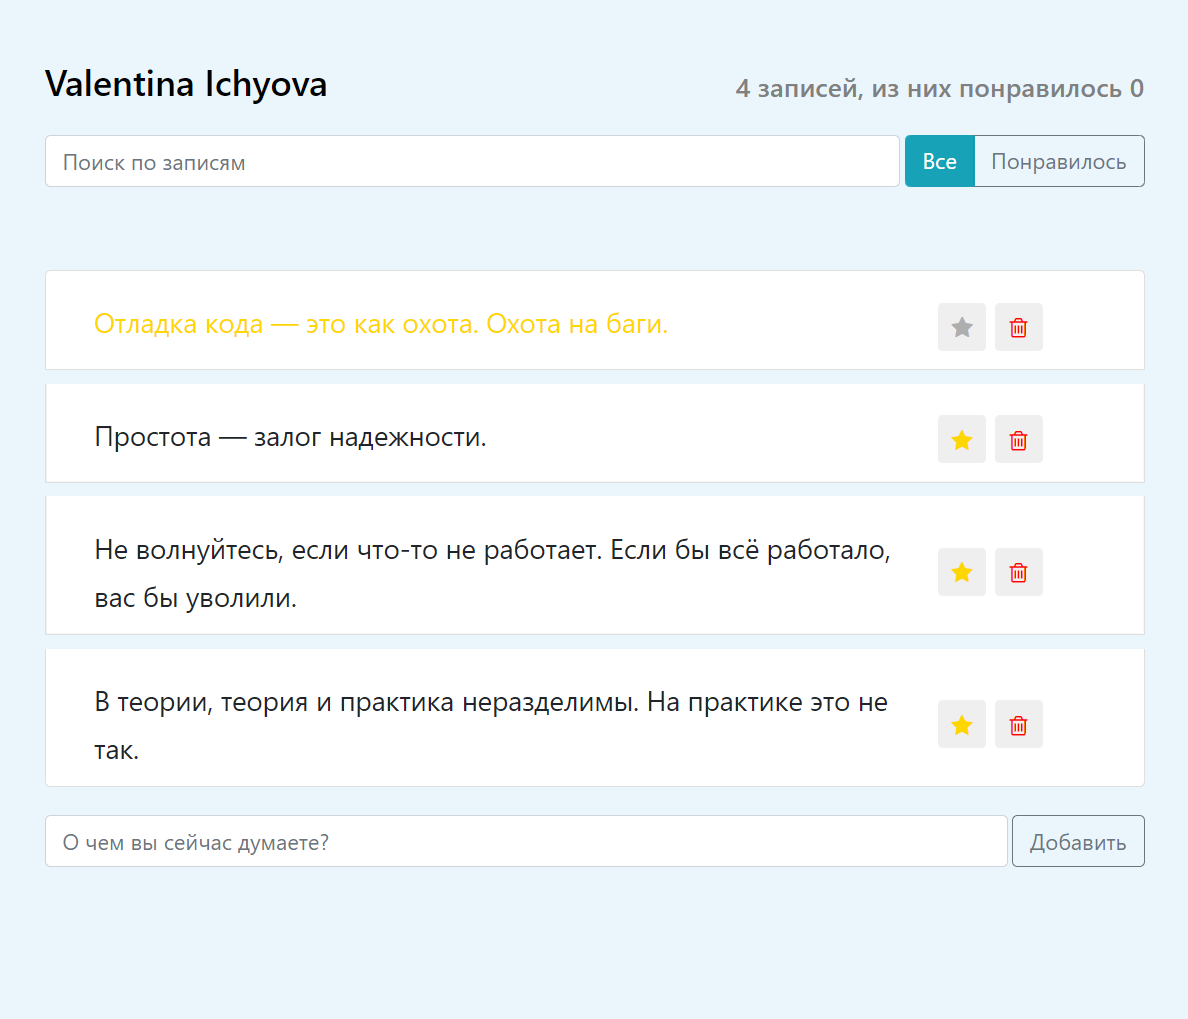 Valentina Ichyova
4 записей, из них понравилось 0
Поиск по записям
Все
Понравилось
Отладка кода — это как охота. Охота на баги.
Простота — залог надежности.
Не волнуйтесь, если что-то не работает. Если бы всё работало,
вас бы уволили.
В теории, теория и практика неразделимы. На практике это не
так.
О чем вы сейчас думаете?
Добавить